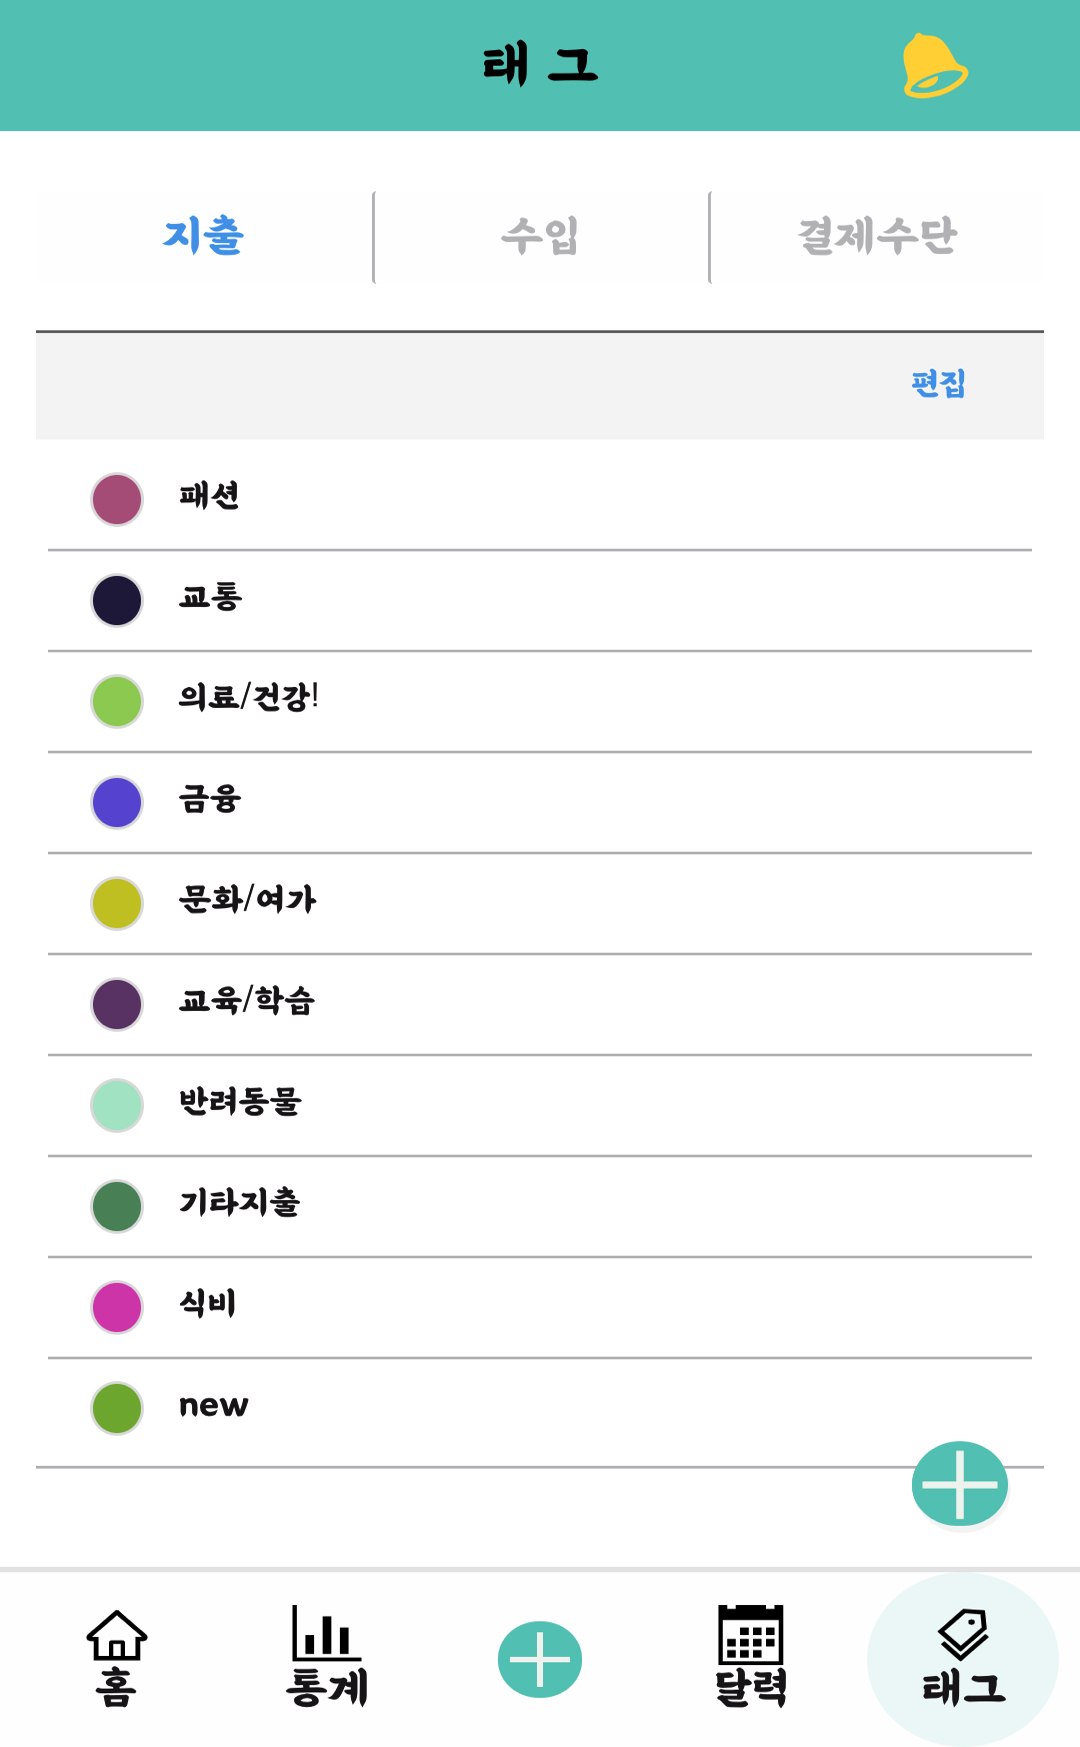 태 그
지출 수입 결제수단
편집
패션
교통
의료/건강!
금융
문화/여가
교육/학습
반려동물
기타지출
식비
new
홈 통계 달력 태그